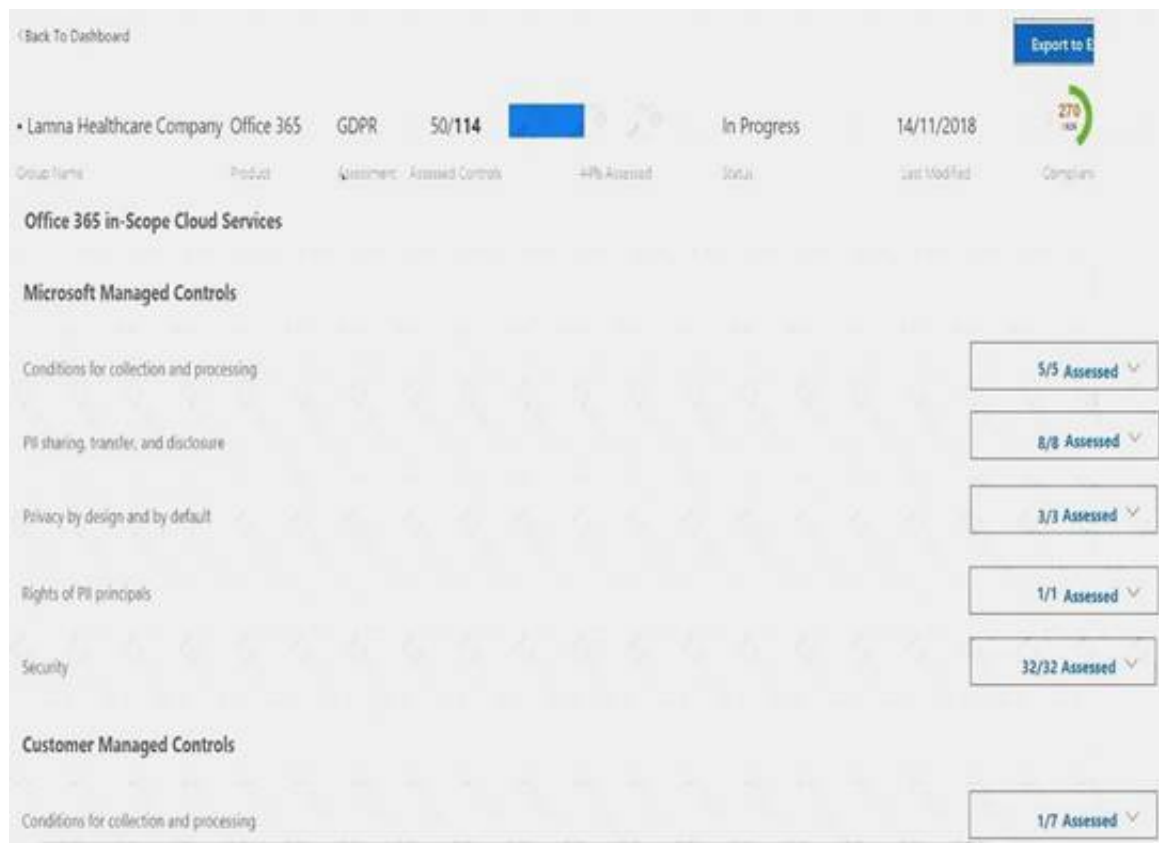 Back To Dashboard
Export to E
• Lamna Healthcare Company Office 365 GDPR 50/114 In Progress 14/11/2018 270
Group Name Product Assessment Assessed Controls 44% Assessed Status Last Modified Complian
Office 365 in-Scope Cloud Services
Microsoft Managed Controls
Conditions for collection and processing 5/5 Assessed
PII sharing, transfer, and disclosure 8/8 Assessed
Privacy by design and by default 3/3 Assessed
Rights of PII principals 1/1 Assessed
Security 32/32 Assessed
Customer Managed Controls
Conditions for collection and processing 1/7 Assessed